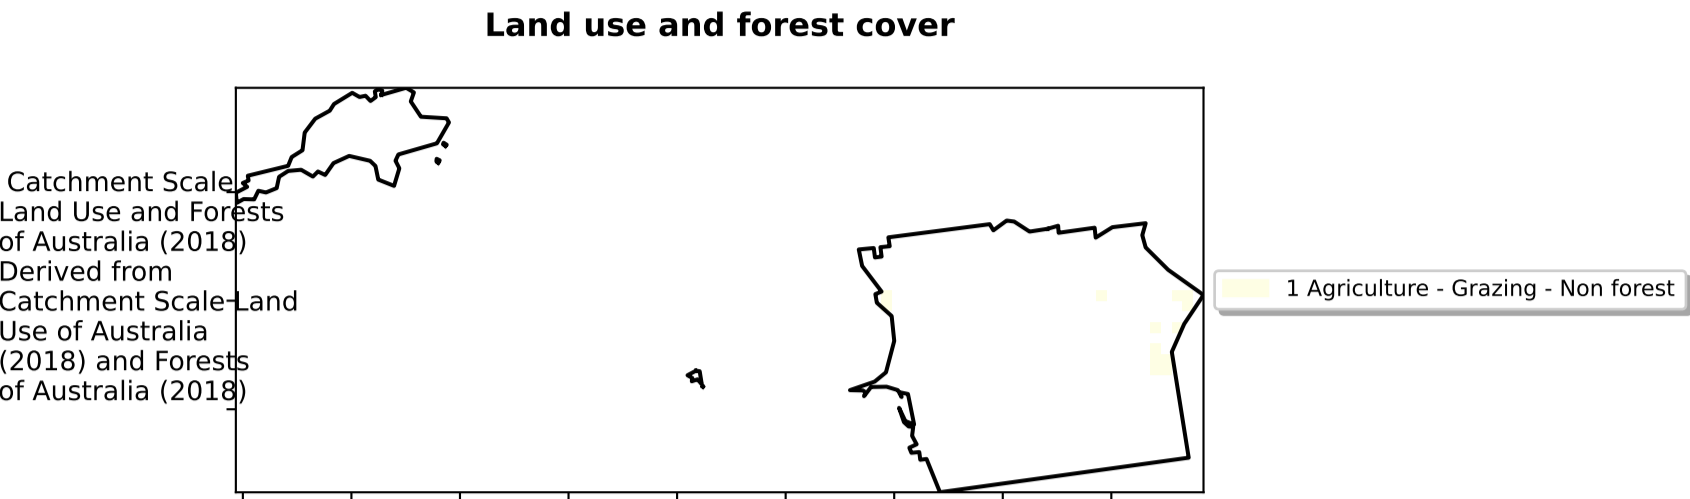 Land use and forest cover
Catchment Scale
Land Use and Forests
of Australia (2018)
Derived from
Catchment Scale Land
Use of Australia
(2018) and Forests
of Australia (2018)
1 Agriculture - Grazing - Non forest